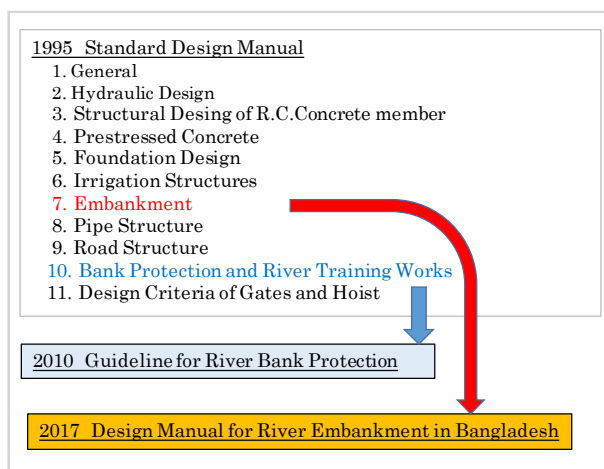 1995 Standard Design Manual
1. General
2. Hydraulic Design
3. Structural Desing of R.C.Concrete member
4. Prestressed Concrete
5. Foundation Design
6. Irrigation Structures
7. Embankment
8. Pipe Structure
9. Road Structure
10. Bank Protection and River Training Works
11. Design Criteria of Gates and Hoist
2010 Guideline for River Bank Protection
2017 Design Manual for River Embankment in Bangladesh